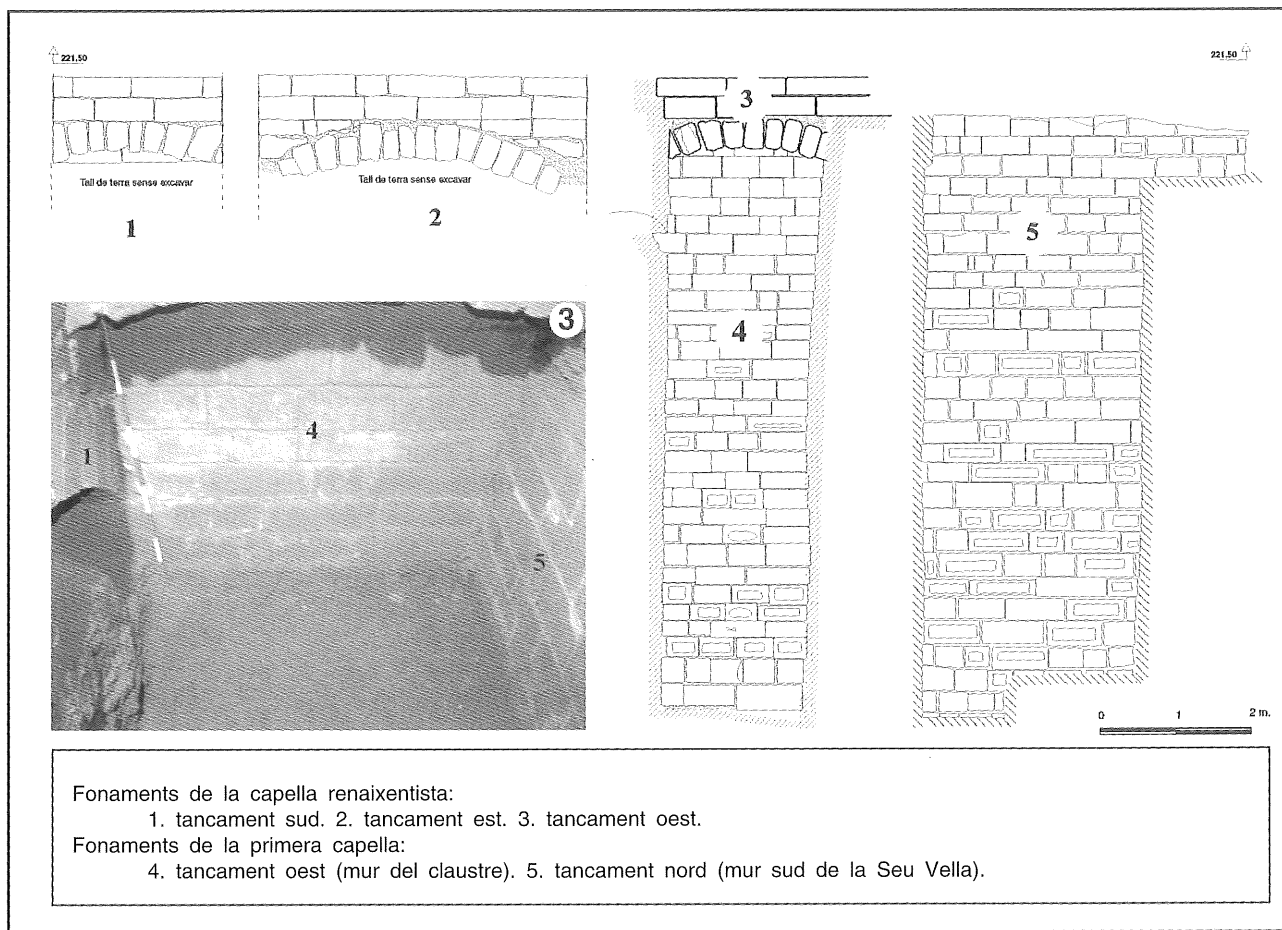 221,50
221,50
3
Tall de terra sense excavar
Tall de terra sense excavar
1
2
5
3
4
4
1
5
0 1 2 m.
Fonaments de la capella renaixentista:
1. tancament sud. 2. tancament est. 3. tancament oest.
Fonaments de la primera capella:
4. tancament oest (mur del claustre). 5. tancament nord (mur sud de la Seu Vella).